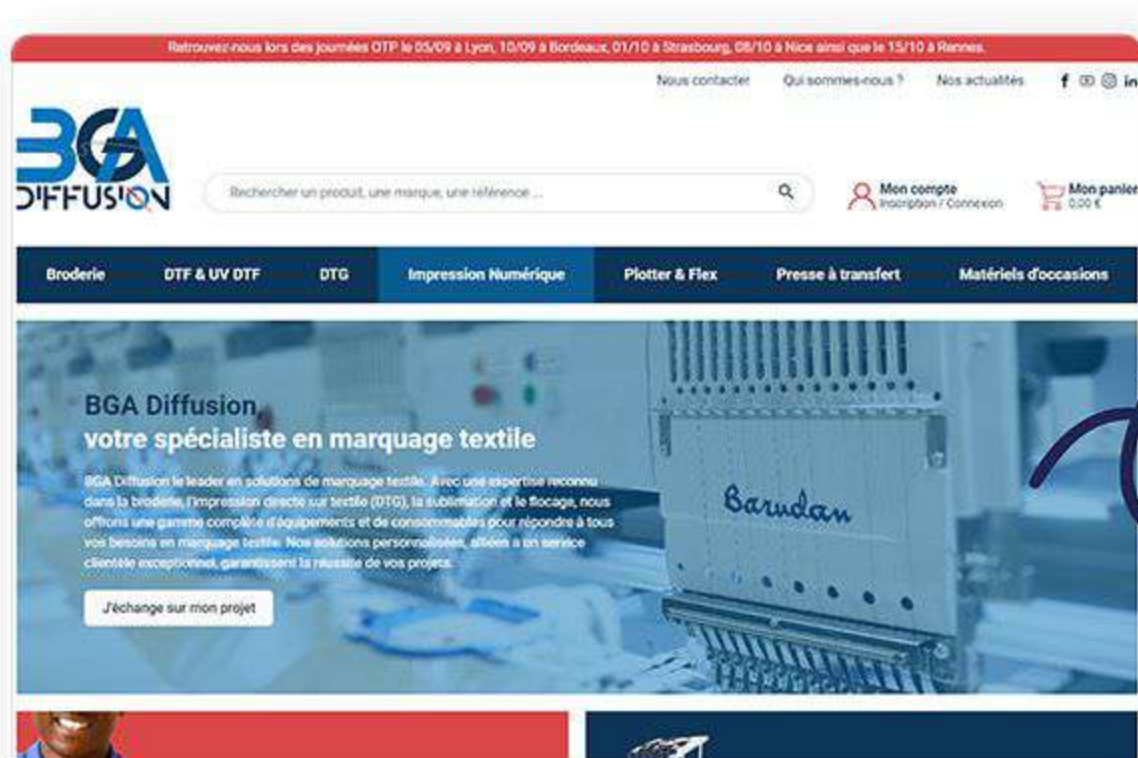 Retrouvez-nous lors des journées OTP le 05/09 à Lyon, 10/09 à Bordeaux, 01/10 à Strasbourg, 08/10 à Nice ainsi que le 15/10 à Rennes.
Nous contacter Qui sommes-nous ? Nos actualités
BGA
DIFFUSION
Rechercher un produit, une marque, une référence ...
Mon compte
Inscription / Connexion
Mon panier
0,00 €
Broderie DTF & UV DTF DTG Impression Numérique Plotter & Flex Presse à transfert Matériels d'occasions
BGA Diffusion,
votre spécialiste en marquage textile
BGA Diffusion le leader en solutions de marquage textile. Avec une expertise reconnu
dans la broderie, l'impression directe sur textile (DTG), la sublimation et le flocage, nous
offrons une gamme complète d'équipements et de consommables pour répondre à tous
vos besoins en marquage textile. Nos solutions personnalisées, alliées à un service
clientèle exceptionnel, garantissent la réussite de vos projets.
J'échange sur mon projet
Barudan